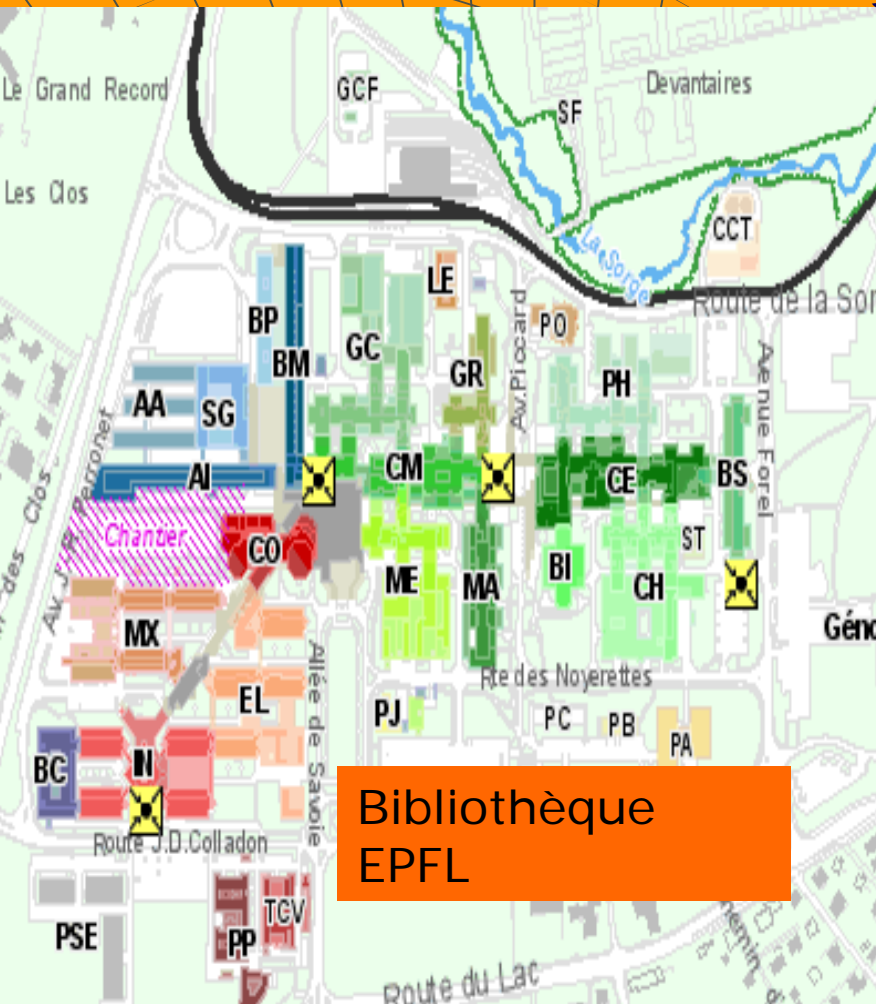 Le Grand Record
GCF
Devantaires
SF
Les Clos
CCT
La Sorge
LE
Route de la Sor
BP
PO
BM
GC
Av.Piccard
GR
PH
Avenue Forel
AA
SG
Av. J. R. Perronet
CM
CE
BS
AI
des Clos
Chantier
CO
ST
BI
ME
MA
CH
MX
Géno
Rte des Noyerettes
Allée de Savoie
EL
PJ
PC
PB
PA
BC
IN
Bibliothèque
EPFL
Route J.D.Colladon
TCV
PSE
PP
Route du Lac